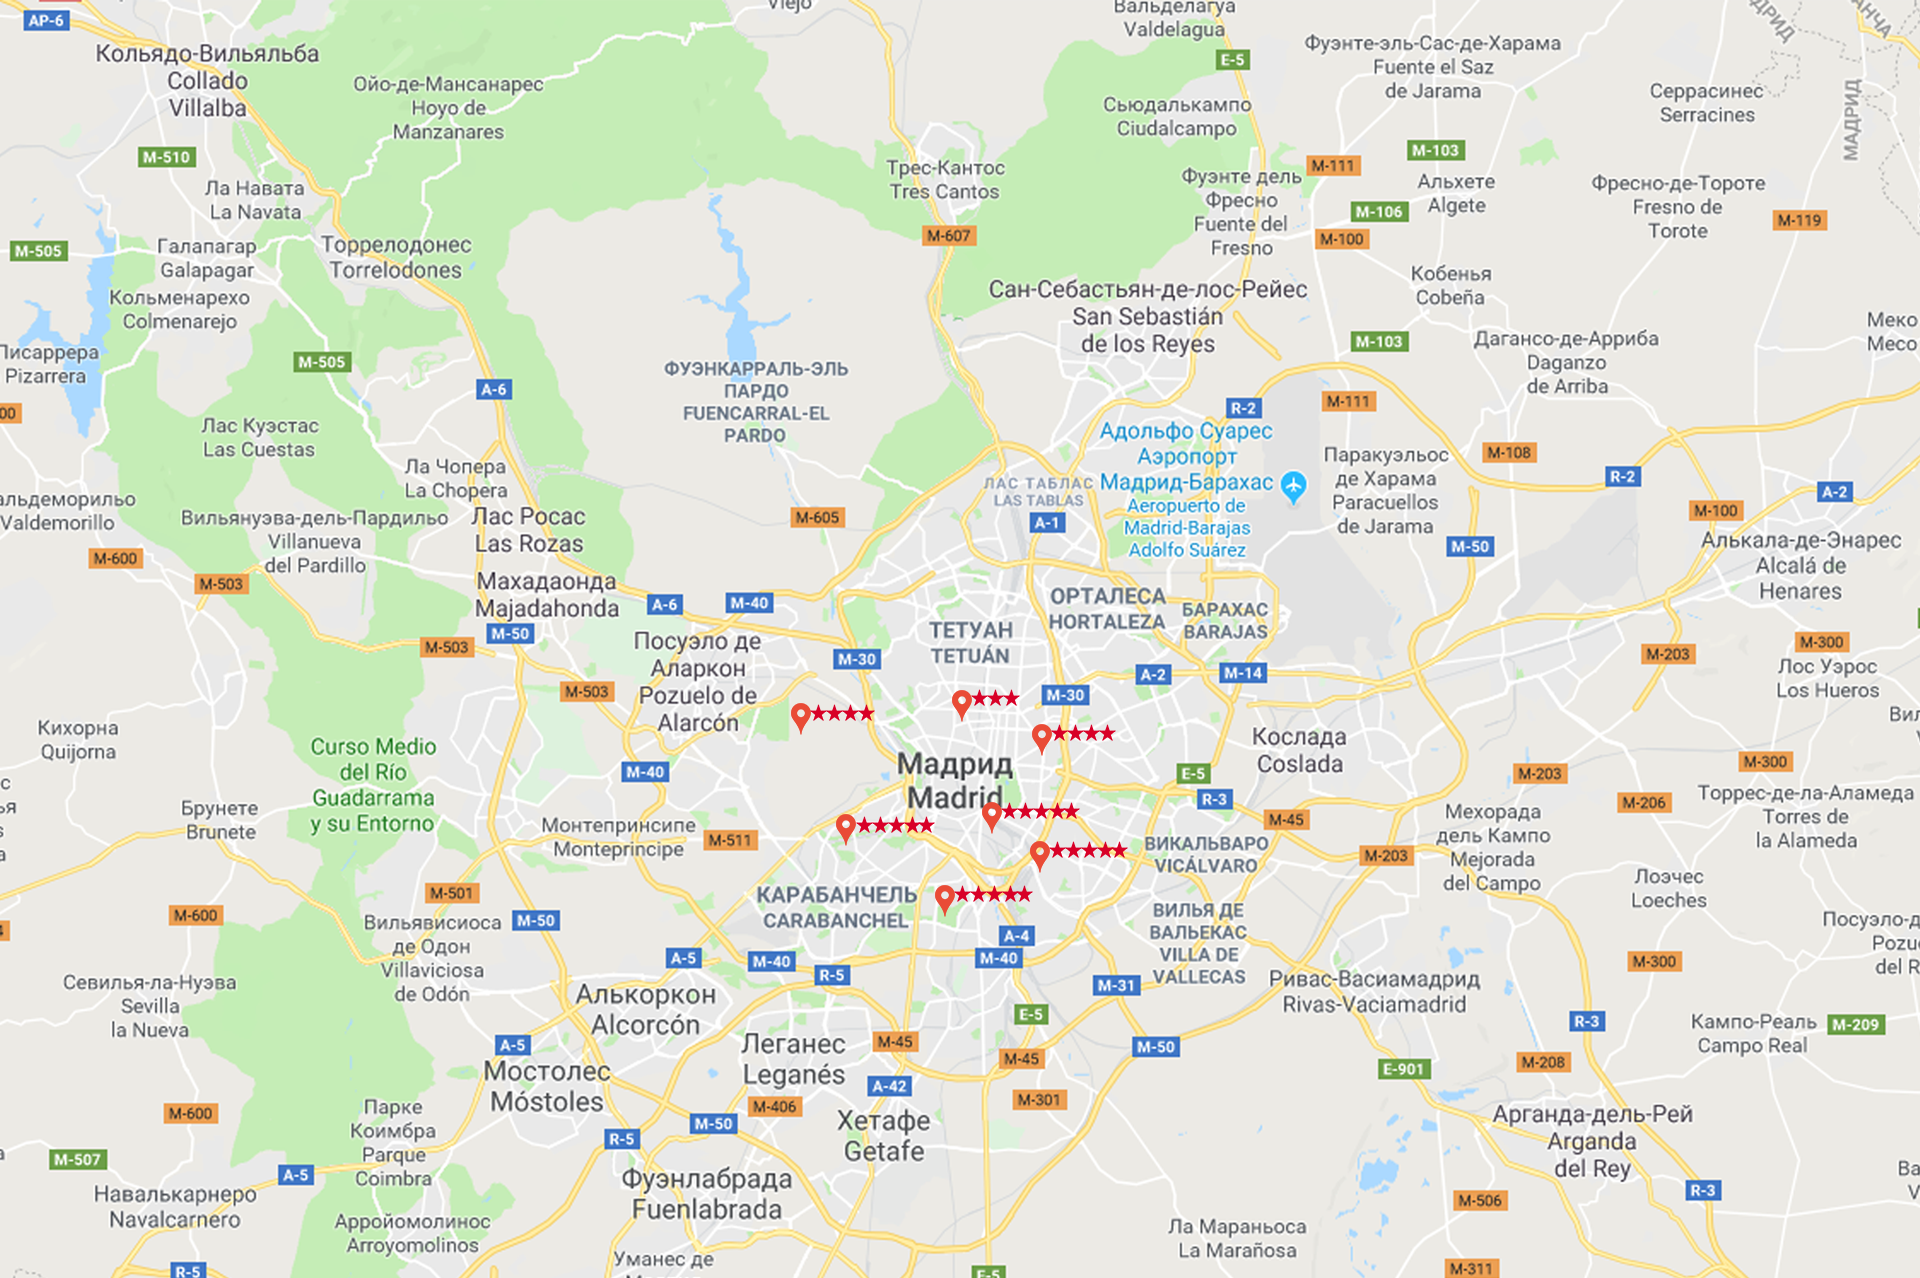 AP-6
Viejo
Вальделагуа
Valdelagua
МАДРИД
Кольядо-Вильяльба
Collado
Villalba
Ойо-де-Мансанарес
Hoyo de
Manzanares
E-5
Фуэнте-эль-Сас-де-Харама
Fuente el Saz
de Jarama
Серрасинес
Serracines
МАДРИД
Сьюдалькампо
Ciudalcampo
M-510
Трес-Кантос
Tres Cantos
M-111
M-103
Ла Навата
La Navata
Фуэнте дель
Фресно
Fuente del
Fresno
Альхете
Algete
Фресно-де-Тороте
Fresno de
Torote
M-106
M-100
M-119
M-607
M-505
Галапагар
Galapagar
Торрелодонес
Torrelodones
Кольменарехо
Colmenarejo
Сан-Себастьян-де-лос-Рейес
San Sebastián
de los Reyes
Кобенья
Cobeña
Меко
Meco
Писаррера
Pizarrera
M-505
M-103
Дагансо-де-Арриба
Daganzo
de Arriba
ФУЭНКАРРАЛЬ-ЭЛЬ
ПАРДО
FUENCARRAL-EL
PARDO
A-6
R-2
M-111
00
Лас Куэстас
Las Cuestas
Адольфо Суарес
Аэропорт
Мадрид-Барахас
Aeropuerto de
Madrid-Barajas
Adolfo Suárez
Паракуэльос
де Харама
Paracuellos
de Jarama
M-108
R-2
A-2
Ла Чопера
La Chopera
ЛАС ТАБЛАС
LAS TABLAS
A-1
альдеморильо
Valdemorillo
Вильянуэва-дель-Пардильо
Villanueva
del Pardillo
Лас Росас
Las Rozas
M-605
M-100
M-50
Алькала-де-Энарес
Alcalá de
Henares
M-600
M-503
Махадаонда
Majadahonda
A-6
M-40
ОРТАЛЕСА
HORTALEZA
БАРАХАС
BARAJAS
M-50
M-503
Посуэло де
Аларкон
Pozuelo de
Alarcón
ТЕТУАН
TETUÁN
M-30
M-300
M-203
A-2
M-14
Лос Уэрос
Los Hueros
M-503
M-30
★★★
★★★★
★★★★
Кихорна
Quijorna
Curso Medio
del Río
Guadarrama
y su Entorno
Кослада
Coslada
M-40
Мадрид
Madrid
E-5
M-203
M-300
R-3
M-206
Торрес-де-ла-Аламеда
Torres de
la Alameda
Брунете
Brunete
★★★★★
★★★★★
★★★★★
M-45
Мехорада
дель Кампо
Mejorada
del Campo
Монтепринсипе
Montepríncipe
M-511
ВИКАЛЬВАРО
VICÁLVARO
M-203
M-501
КАРАБАНЧЕЛЬ
CARABANCHEL
★★★★★
Лоэчес
Loeches
M-600
M-50
Вильявисиоса
де Одон
Villaviciosa
de Odón
ВИЛЬЯ ДЕ
ВАЛЬЕКАС
VILLA DE
VALLECAS
A-4
A-5
M-40
R-5
M-40
M-300
Севилья-ла-Нуэва
Sevilla
la Nueva
Алькоркон
Alcorcón
M-31
Ривас-Васиамадрид
Rivas-Vaciamadrid
E-5
R-3
Кампо-Реаль
Campo Real
M-209
A-5
Леганес
Leganés
M-45
M-45
M-50
M-208
E-901
Мостолес
Móstoles
A-42
M-406
M-301
M-600
Парке
Коимбра
Parque
Coimbra
M-50
Хетафе
Getafe
Арганда-дель-Рей
Arganda
del Rey
R-5
M-507
A-5
Фуэнлабрада
Fuenlabrada
Навалькарнеро
Navalcarnero
R-3
M-506
Арройомолинос
Arroyomolinos
Ла Мараньоса
La Marañosa
Уманес де
R-5
E-5
M-311